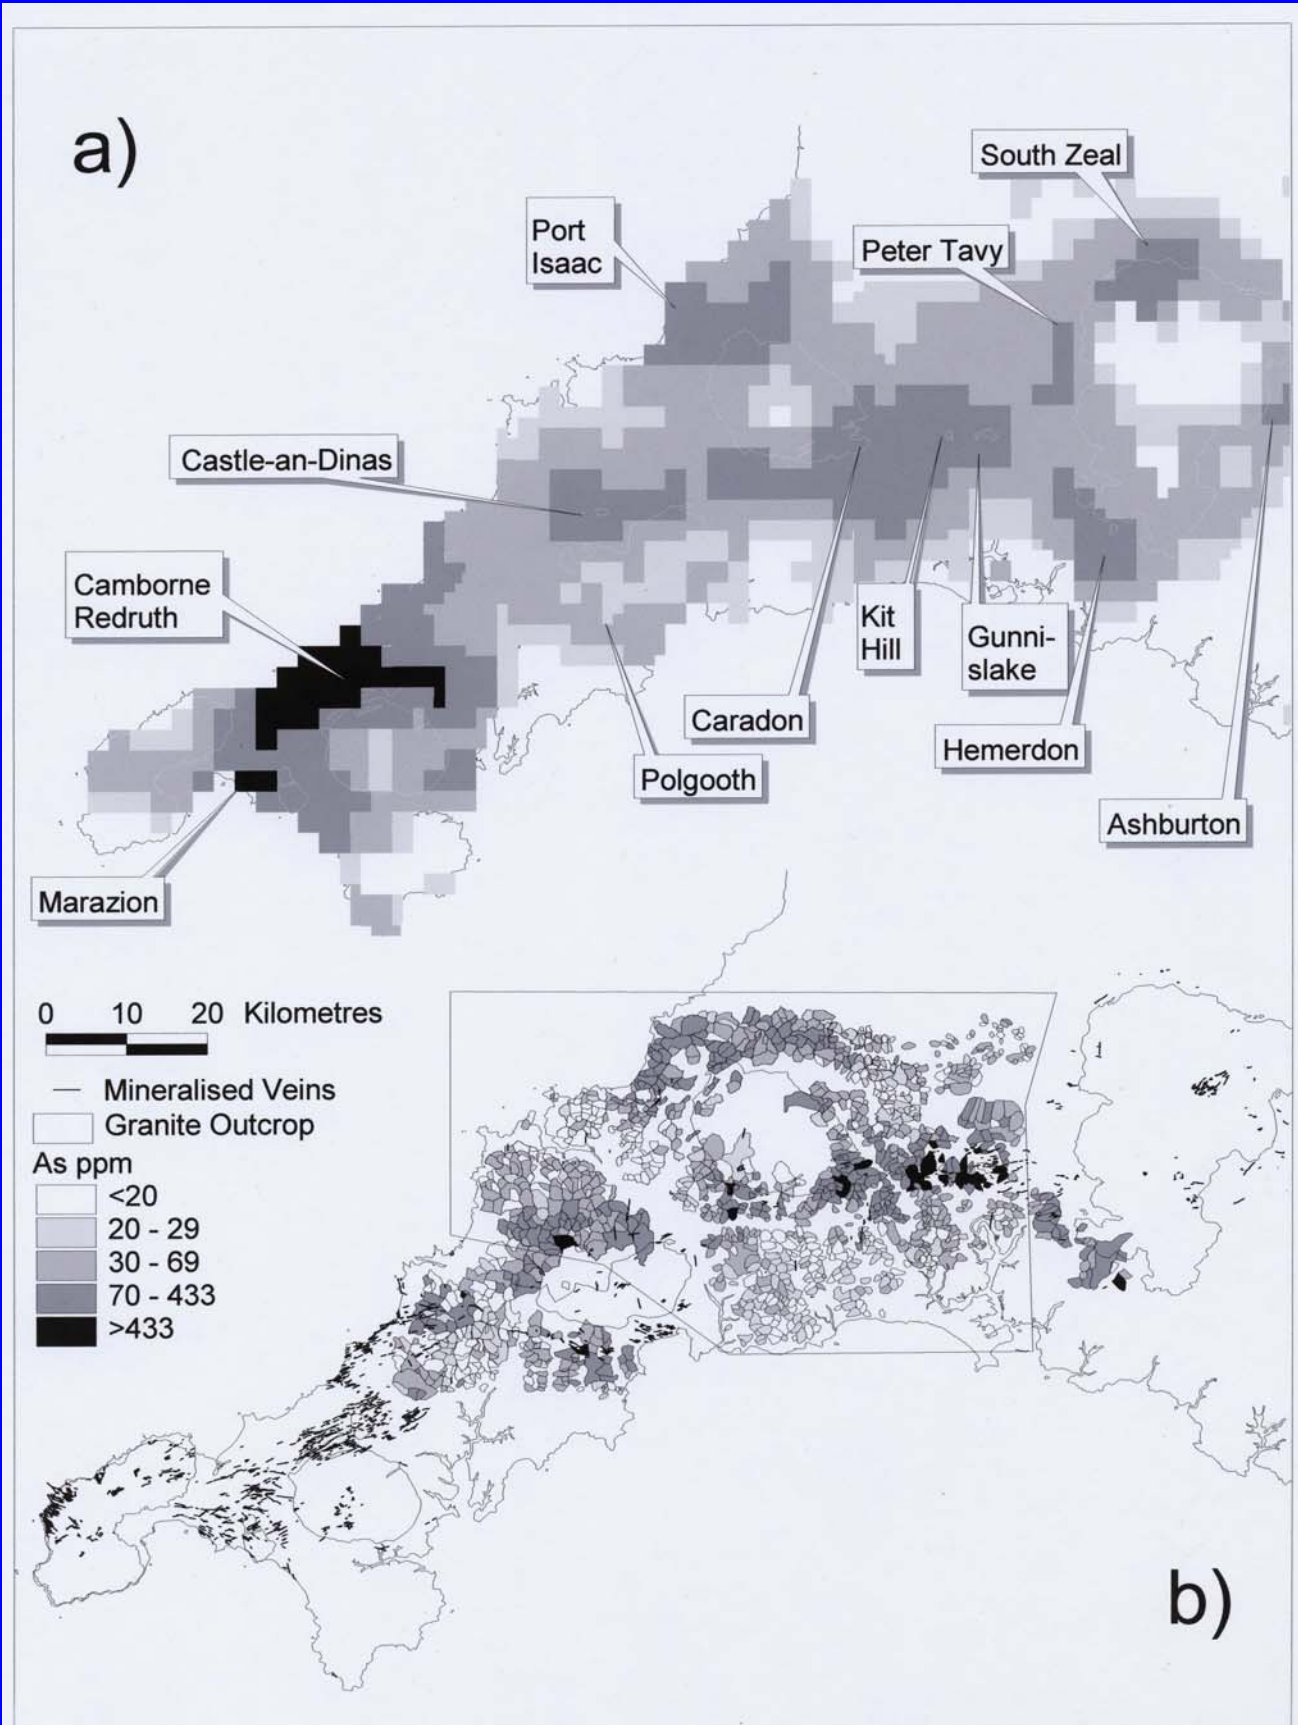 a)
South Zeal
Port
Isaac
Peter Tavy
Castle-an-Dinas
Camborne
Redruth
Kit
Hill
Gunni-
slake
Caradon
Hemerdon
Polgooth
Ashburton
Marazion
0 10 20 Kilometres
Mineralised Veins
Granite Outcrop
As ppm
<20
20 - 29
30 - 69
70 - 433
>433
b)